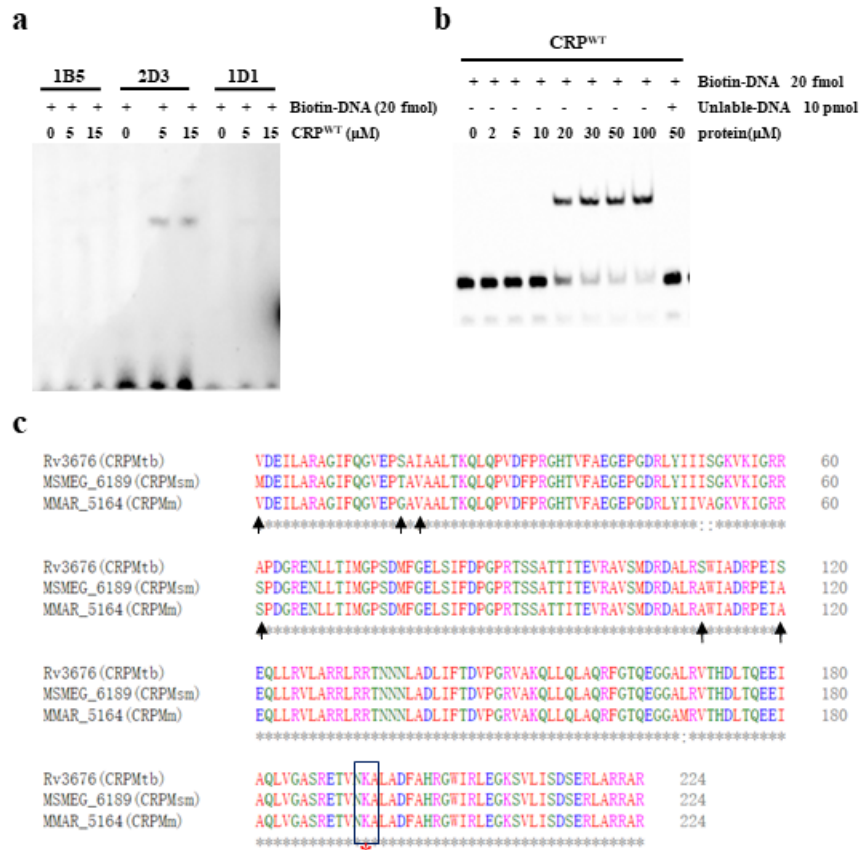 a
1B5 2D3 1D1
+ + + + + + + + + Biotin-DNA (20 fmol)
0 5 15 0 5 15 0 5 15 CRPWT (μM)
b
CRPWT
+ + + + + + + + + Biotin-DNA 20 fmol
- - - - - - - - + Unlable-DNA 10 pmol
0 2 5 10 20 30 50 100 50 protein(μM)
c
Rv3676(CRPMtb) VDEILARAGIFQGVEPSAIAALTKQLQPVDFPRGHTVFAEGEPGDRLYIIISGKVKIGRR 60
MSMEG_6189(CRPMsm) MDEILARAGIFQGVEPTAVAALTKQLQPVDFPRGHTVFAEGEPGDRLYIIISGKVKIGRR 60
MMAR_5164(CRPMm) VDEILARAGIFQGVEPGAVAALTKQLQPVDFPRGHTVFAEGEPGDRLYIIVAGKVKIGRR 60
Rv3676(CRPMtb) APDGRENLLTIMGPSDMFGELSIFDPGPRTSSATTITEVRAVSMDRDALRSWIADRPEIS 120
MSMEG_6189(CRPMsm) SPDGRENLLTIMGPSDMFGELSIFDPGPRTSSATTITEVRAVSMDRDALRAWIADRPEIA 120
MMAR_5164(CRPMm) SPDGRENLLTIMGPSDMFGELSIFDPGPRTSSATTITEVRAVSMDRDALRAWIADRPEIA 120
Rv3676(CRPMtb) EQLLRVLARRLRRTNNNLADLIFTDVPGRVAKQLLQLAQRFGTQEGGALRVTHDLTQEEI 180
MSMEG_6189(CRPMsm) EQLLRVLARRLRRTNNNLADLIFTDVPGRVAKQLLQLAQRFGTQEGGALRVTHDLTQEEI 180
MMAR_5164(CRPMm) EQLLRVLARRLRRTNNNLADLIFTDVPGRVAKQLLQLAQRFGTQEGGAMRVTHDLTQEEI 180
Rv3676(CRPMtb) AQLVGASRETVNKALADFAHRGWIRLEGKSVLISDSERLARRAR 224
MSMEG_6189(CRPMsm) AQLVGASRETVNKALADFAHRGWIRLEGKSVLISDSERLARRAR 224
MMAR_5164(CRPMm) AQLVGASRETVNKALADFAHRGWIRLEGKSVLISDSERLARRAR 224